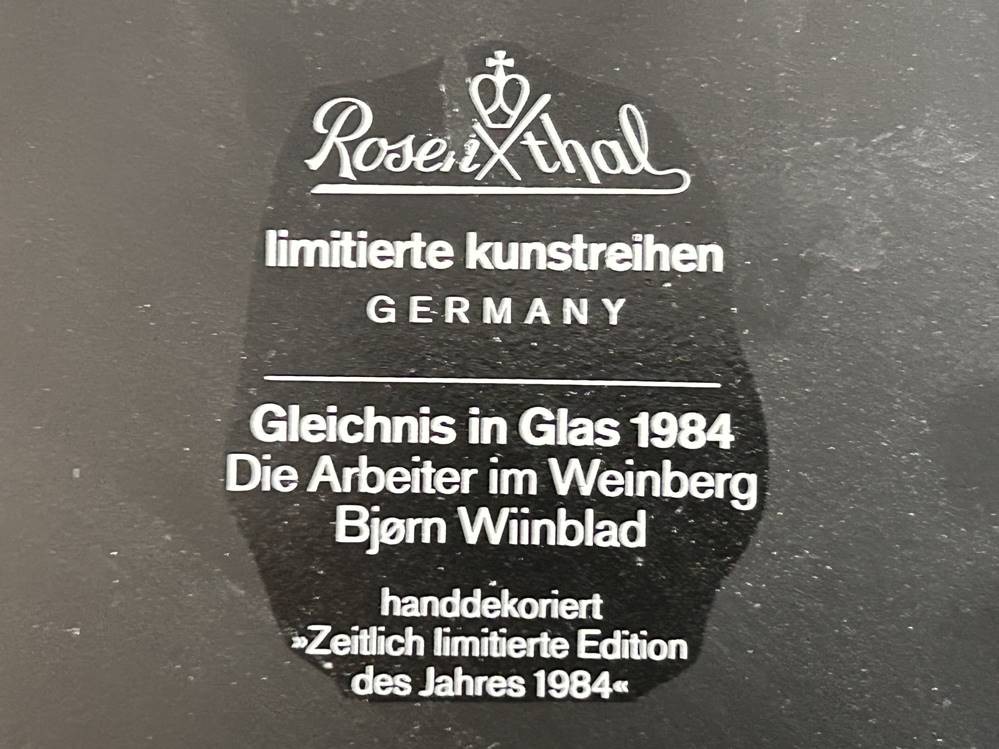 Rosenthal
limitierte kunstreihen
GERMANY
Gleichnis in Glas 1984
Die Arbeiter im Weinberg
Bjørn Wiinblad
handdekoriert
»Zeitlich limitierte Edition
des Jahres 1984«